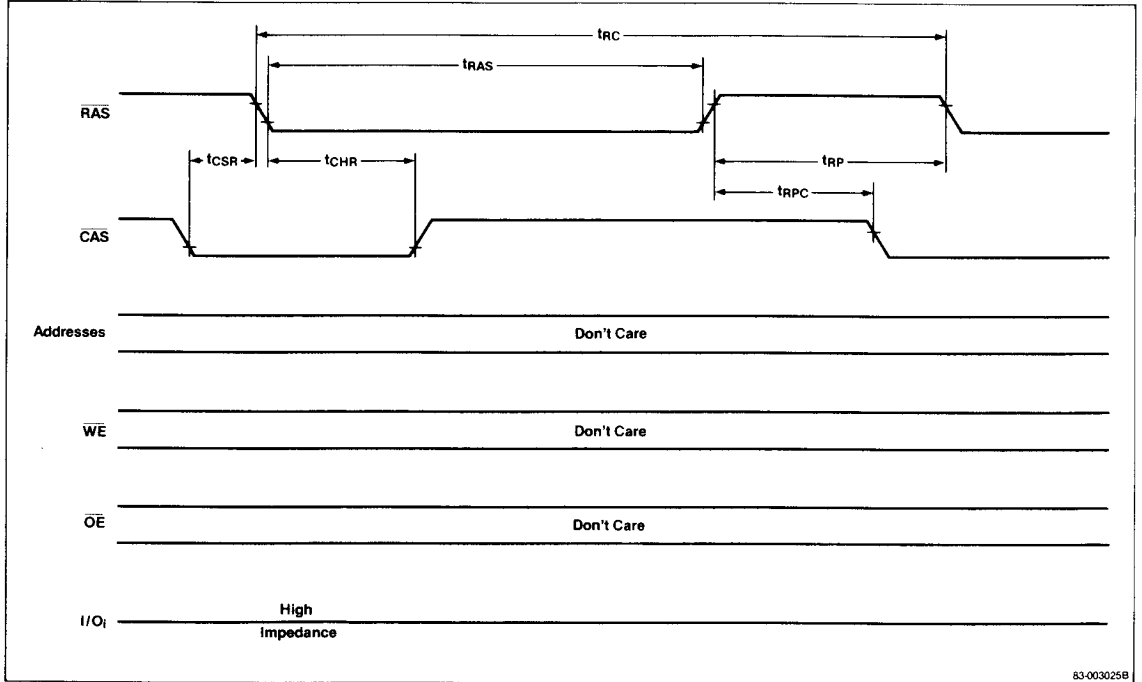 tRC
tRAS
RAS
tCSR
tCHR
tRP
tRPC
CAS
Addresses
Don't Care
WE
Don't Care
OE
Don't Care
I/Oi
High
Impedance
83-003025B